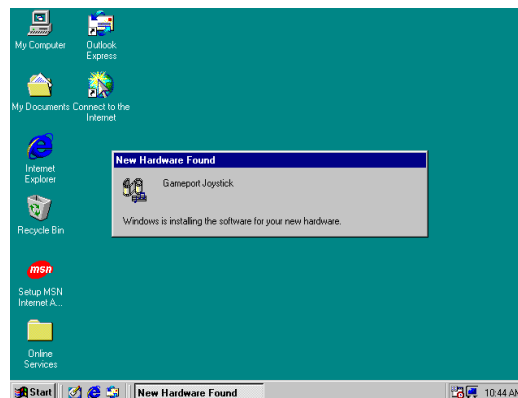 My Computer
Outlook
Express
My Documents
Connect to the
Internet
Internet
Explorer
Recycle Bin
msn
Setup MSN
Internet A...
Online
Services
New Hardware Found
Gameport Joystick
Windows is installing the software for your new hardware.
Start
New Hardware Found
10:44 AM